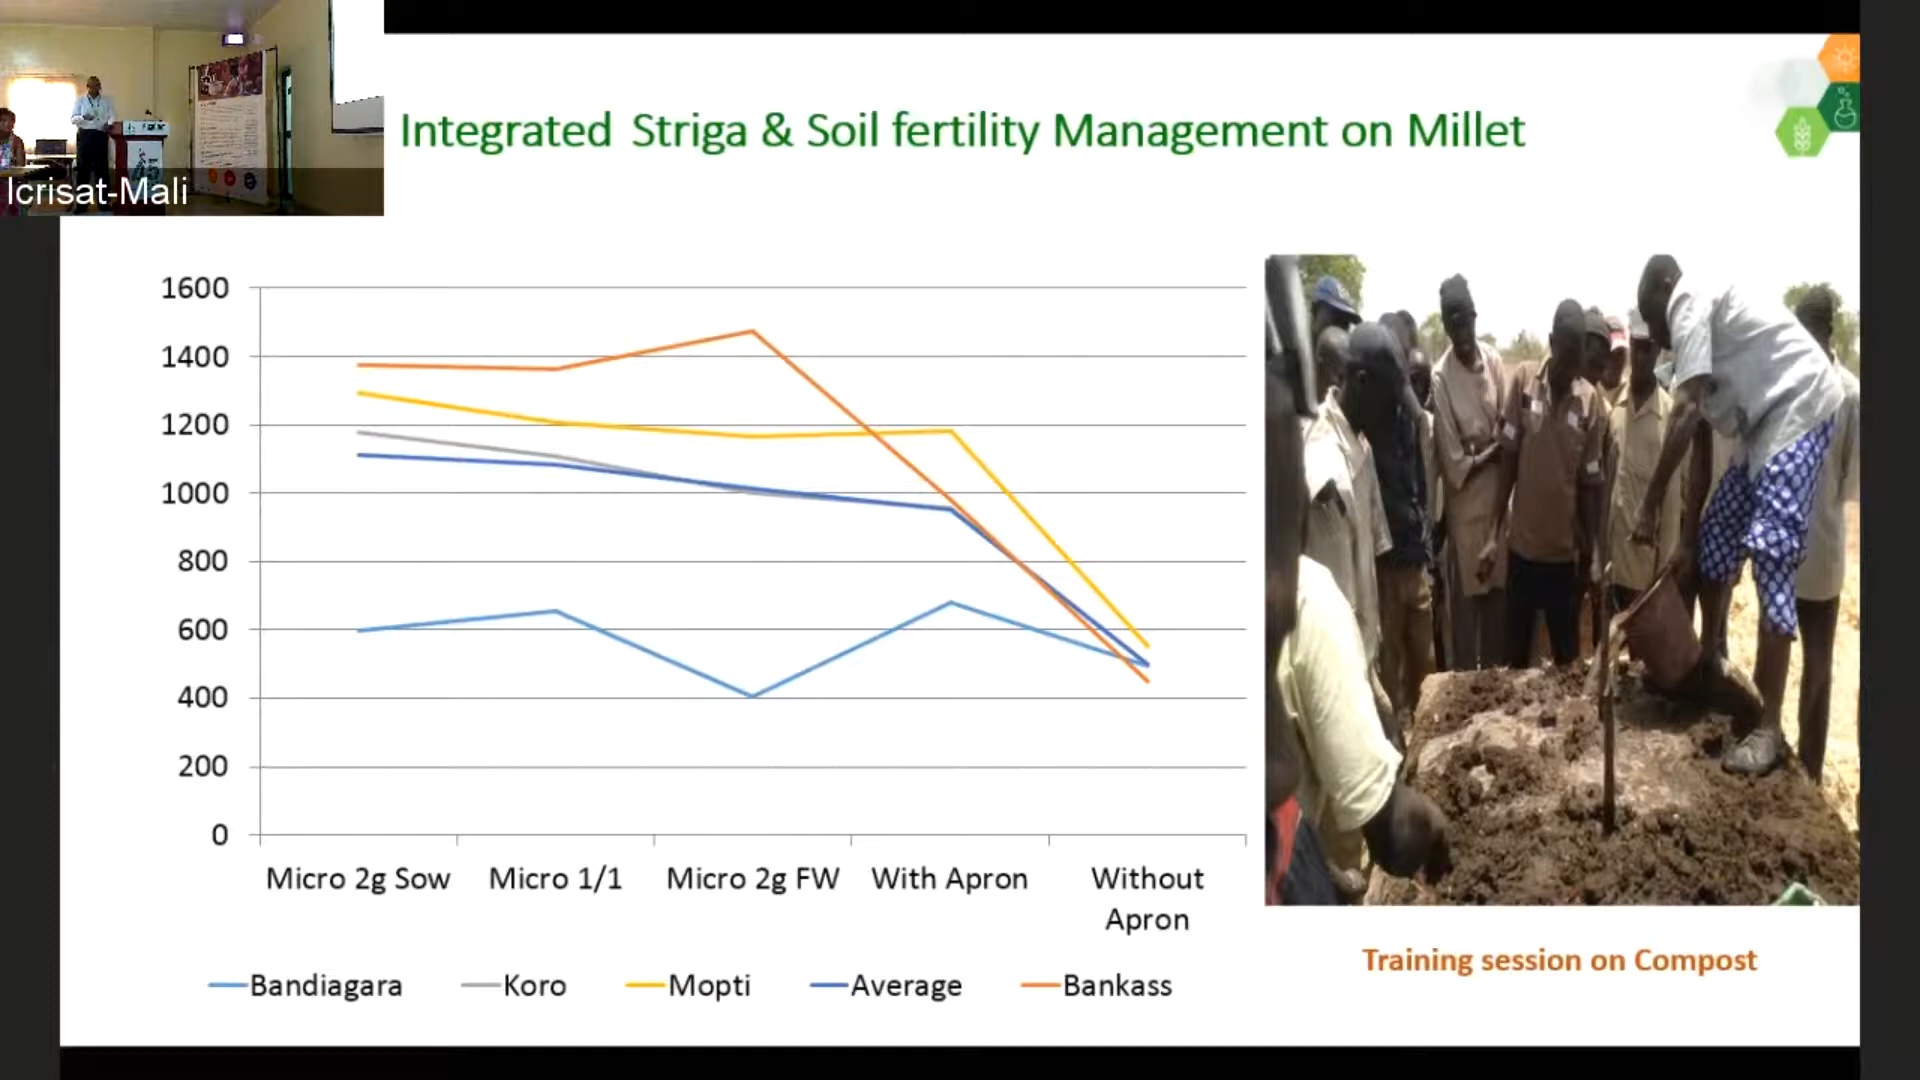 Icrisat-Mali
Integrated Striga & Soil fertility Management on Millet
1600
1400
1200
1000
800
600
400
200
0
Micro 2g Sow Micro 1/1 Micro 2g FW With Apron Without Apron
Bandiagara Koro Mopti Average Bankass
Training session on Compost